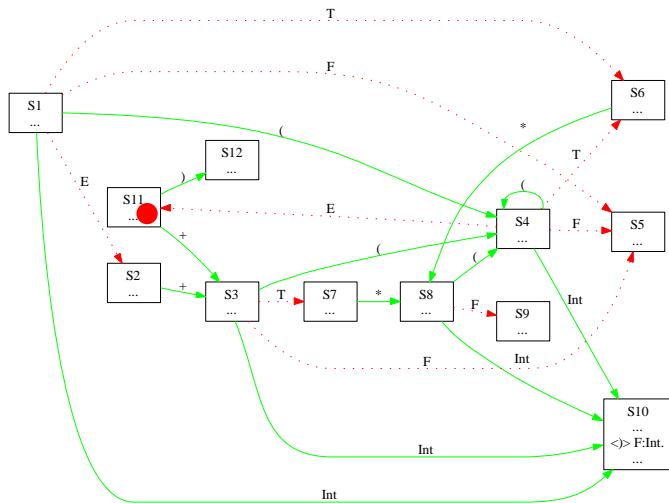 T
F
S1
...
S6
...
*
(
S12
...
)
T
(
E
S11
...
E
S4
...
F
S5
...
+
(
S2
...
+
S3
...
T
S7
...
*
S8
...
(
F
S9
...
Int
Int
F
S10
...
<)> F:Int.
...
Int
Int